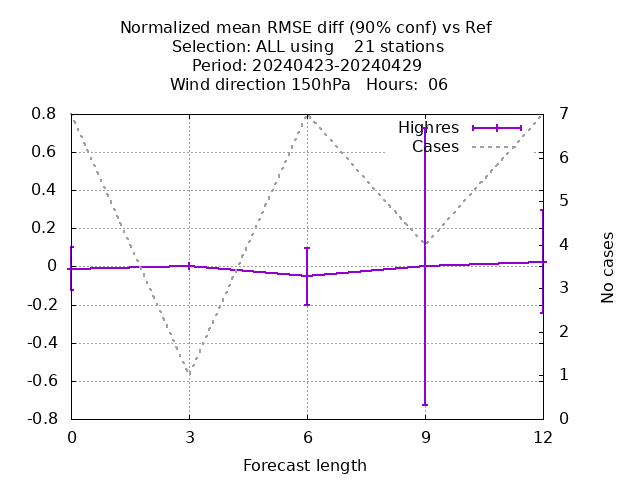 Normalized mean RMSE diff (90% conf) vs Ref
Selection: ALL using    21 stations
Period: 20240423-20240429
Wind direction 150hPa   Hours:  06
Highres
Cases
0.8
0.6
0.4
0.2
0
-0.2
-0.4
-0.6
-0.8
7
6
5
4
3
2
1
0
No cases
0 3 6 9 12
Forecast length